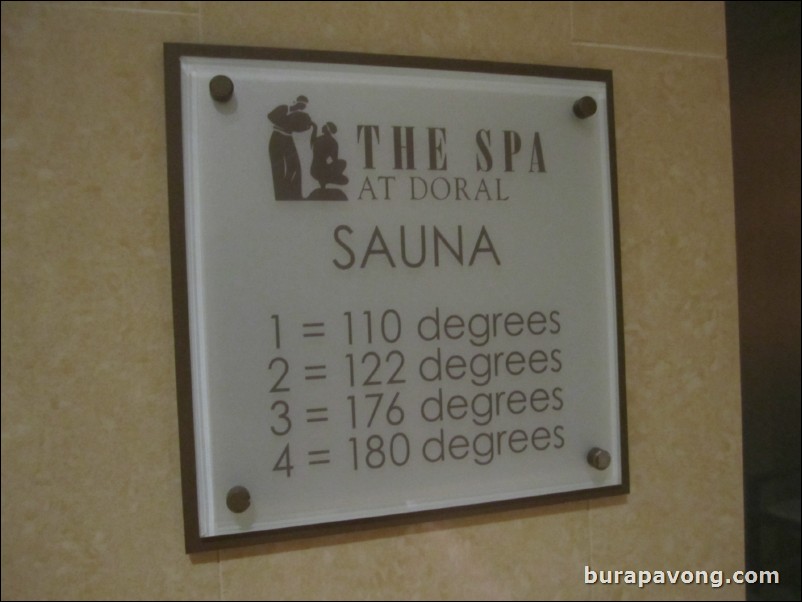 THE SPA
AT DORAL
SAUNA
1 = 110 degrees
2 = 122 degrees
3 = 176 degrees
4 = 180 degrees
burapavong.com